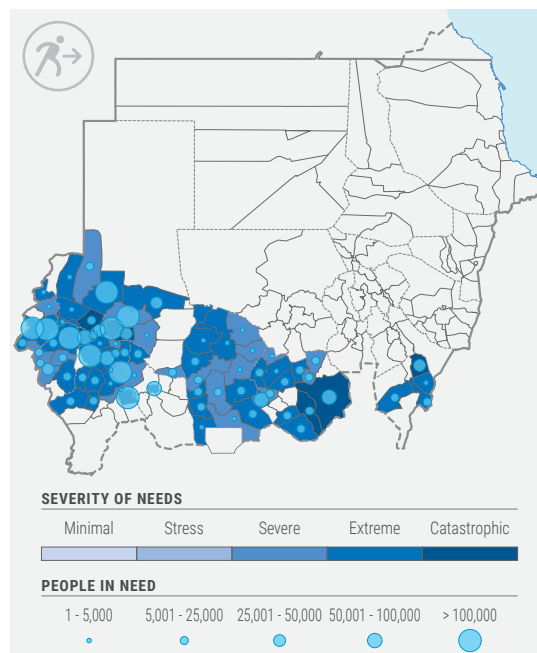 SEVERITY OF NEEDS
Minimal Stress Severe Extreme Catastrophic
PEOPLE IN NEED
1 - 5,000 5,001 - 25,000 25,001 - 50,000 50,001 - 100,000 > 100,000